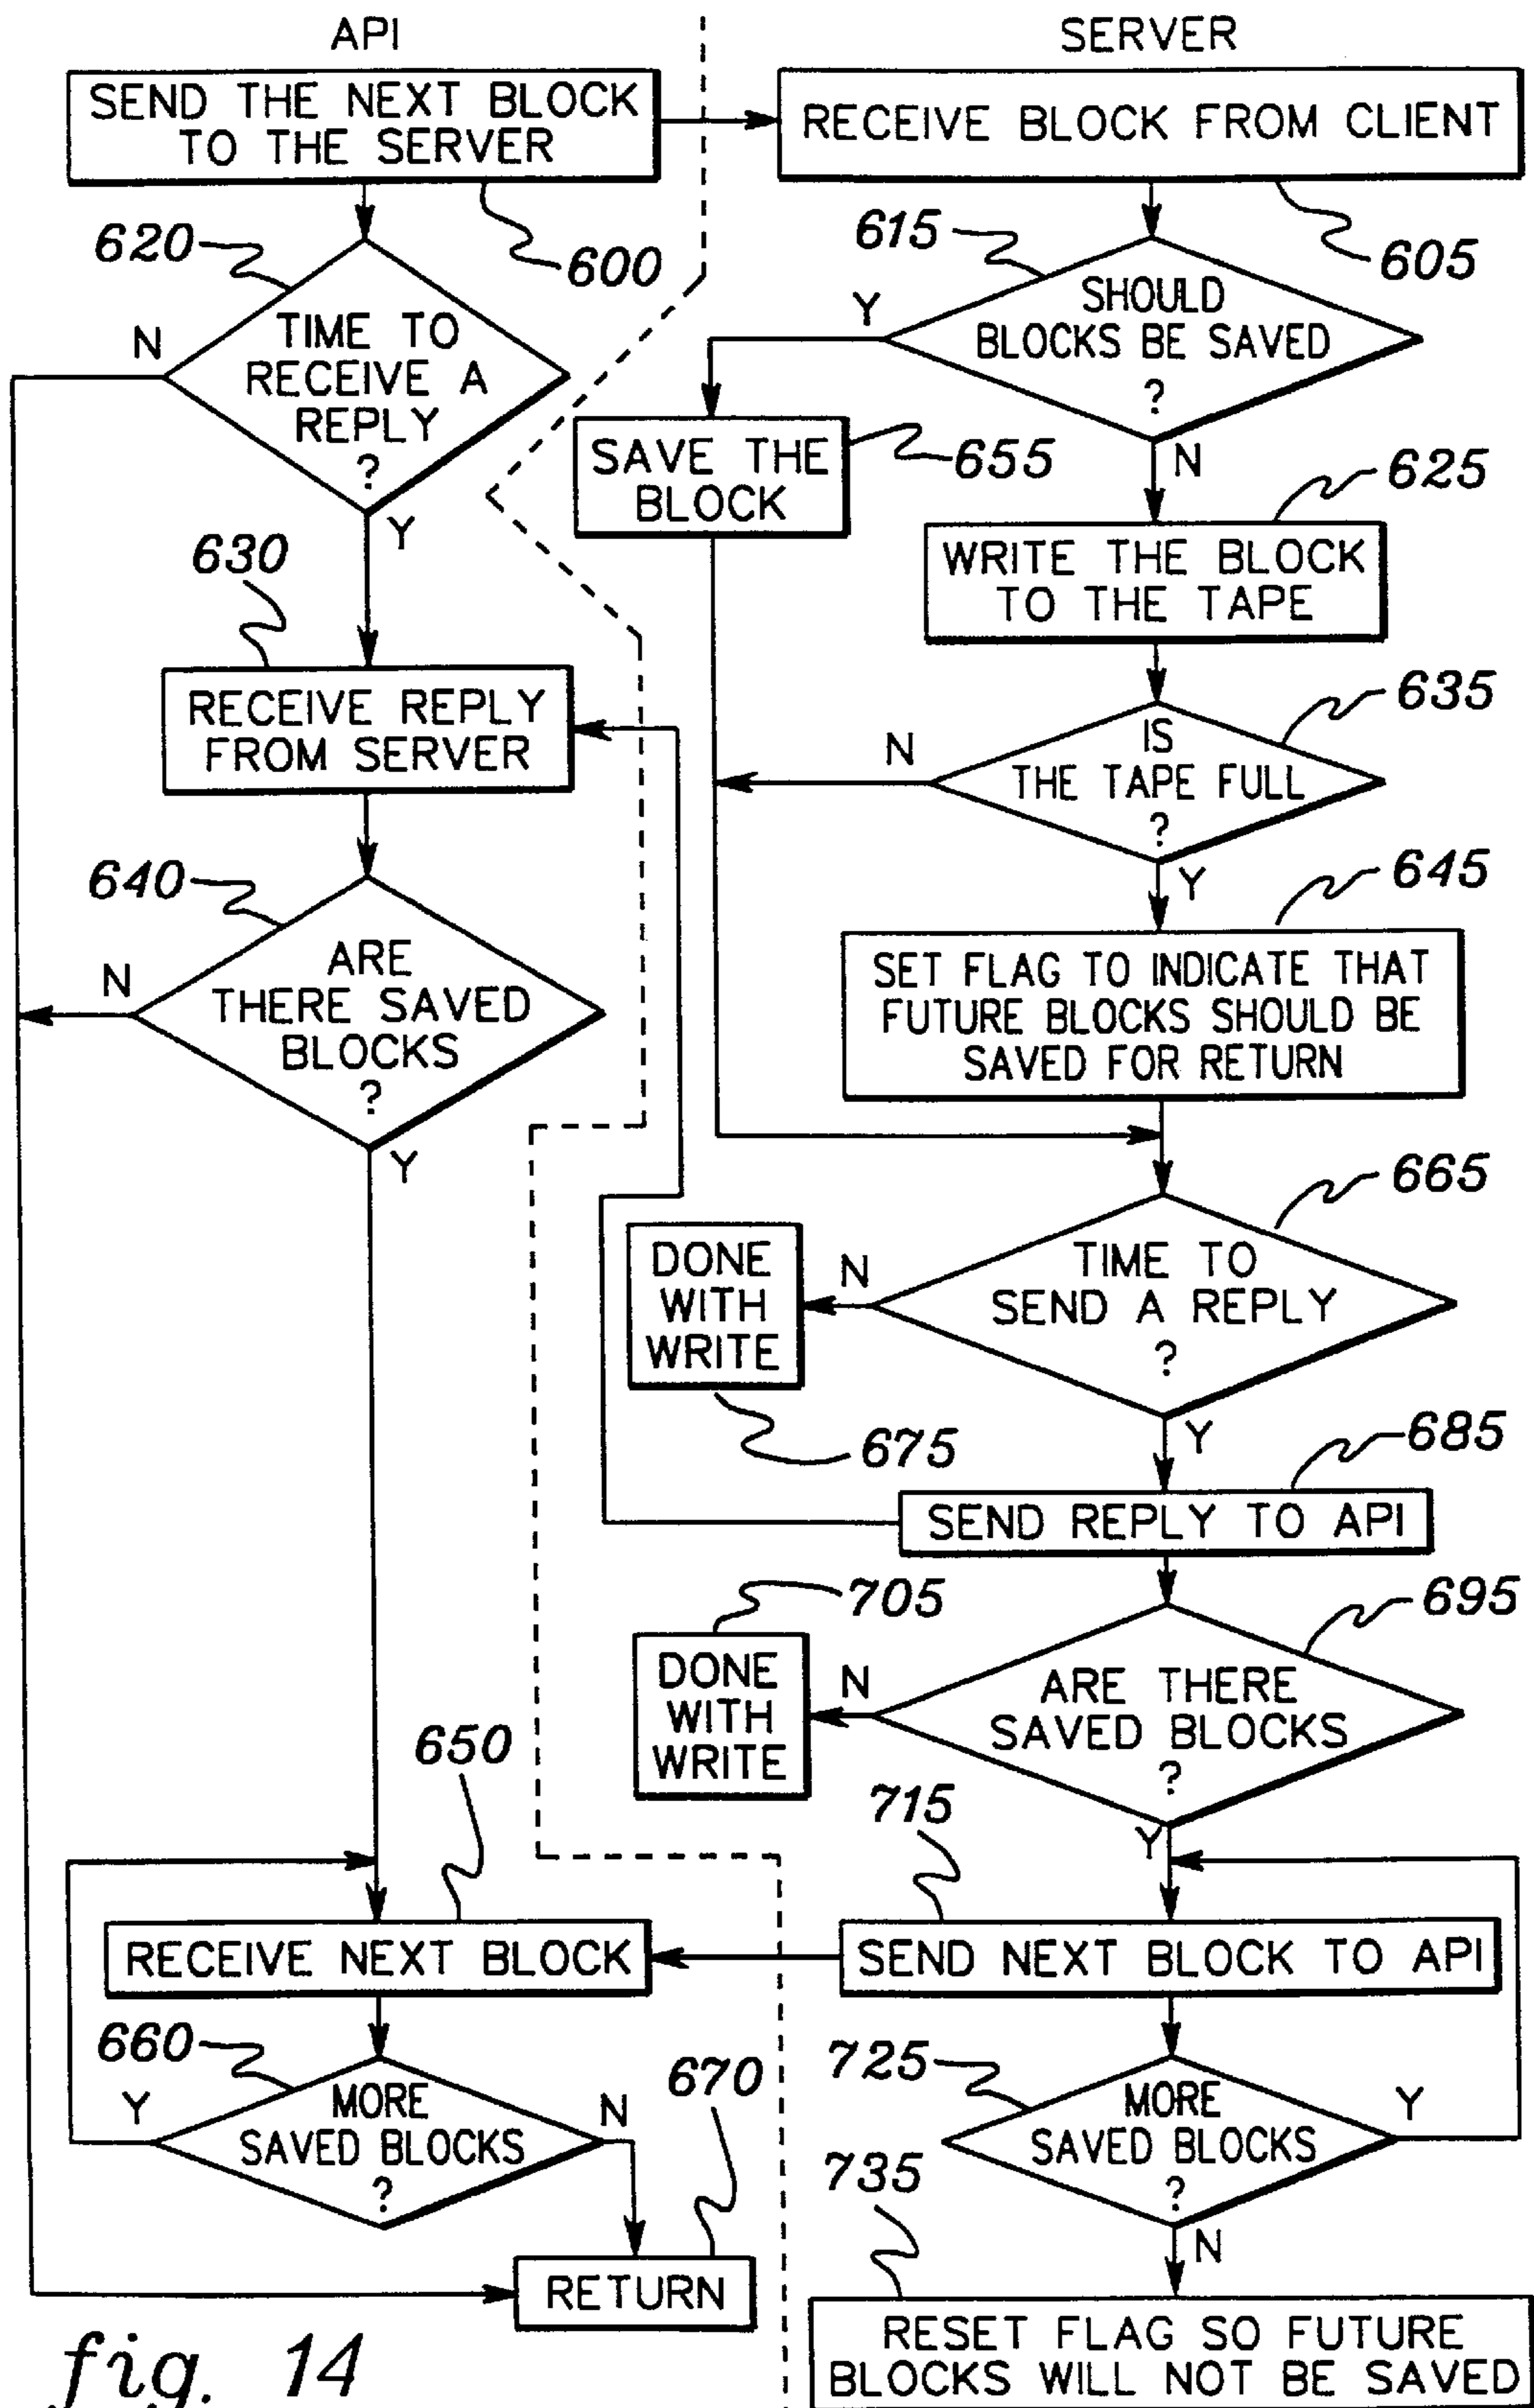 API
SERVER
SEND THE NEXT BLOCK
TO THE SERVER
RECEIVE BLOCK FROM CLIENT
600
605
620
TIME TO
RECEIVE A
REPLY
?
N
Y
615
SHOULD
BLOCKS BE SAVED
?
Y
N
SAVE THE
BLOCK
655
625
WRITE THE BLOCK
TO THE TAPE
630
RECEIVE REPLY
FROM SERVER
635
IS
THE TAPE FULL
?
N
Y
640
ARE
THERE SAVED
BLOCKS
?
N
Y
645
SET FLAG TO INDICATE THAT
FUTURE BLOCKS SHOULD BE
SAVED FOR RETURN
665
TIME TO
SEND A REPLY
?
N
Y
DONE
WITH
WRITE
675
685
SEND REPLY TO API
705
DONE
WITH
WRITE
695
ARE THERE
SAVED BLOCKS
?
N
Y
650
RECEIVE NEXT BLOCK
715
SEND NEXT BLOCK TO API
660
MORE
SAVED BLOCKS
?
Y
N
670
RETURN
725
MORE
SAVED BLOCKS
?
Y
N
735
RESET FLAG SO FUTURE
BLOCKS WILL NOT BE SAVED
fig. 14